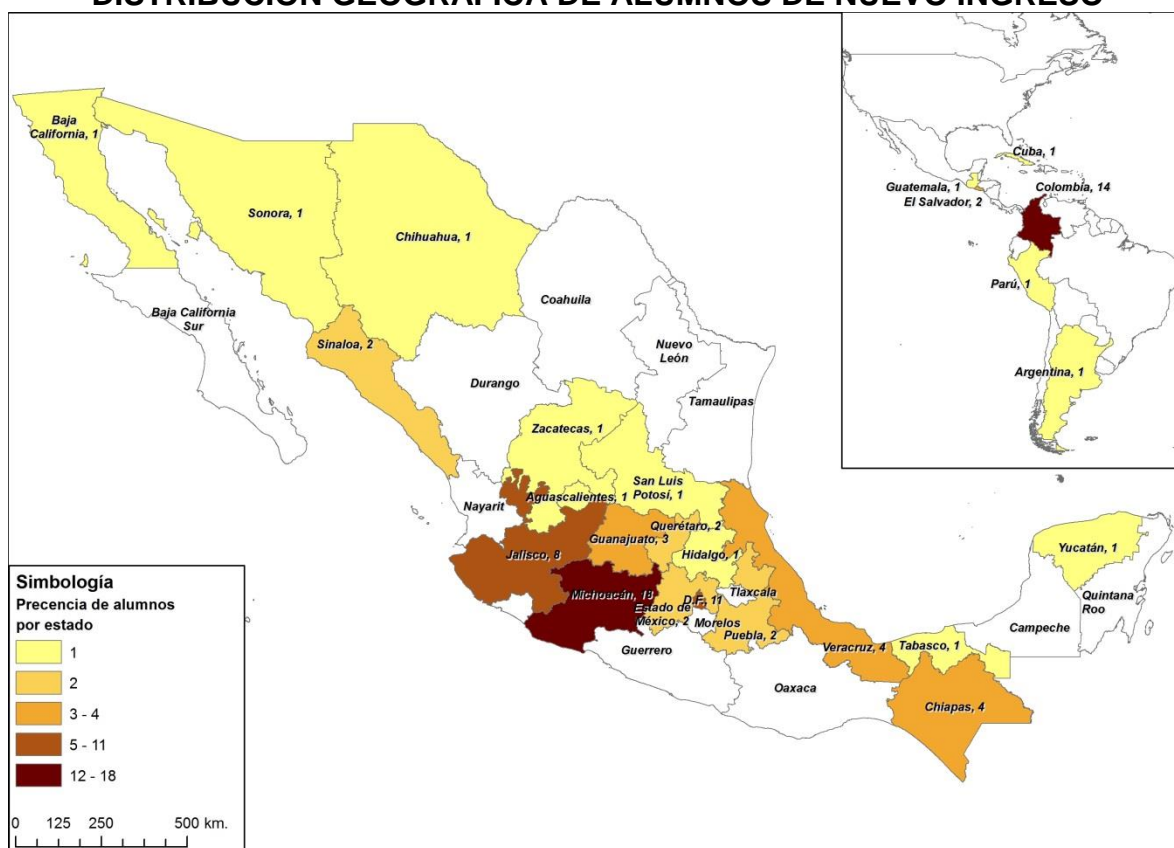 DISTRIBUCIÓN GEOGRÁFICA DE ALUMNOS DE NUEVO INGRESO
Baja
California, 1
Sonora, 1
Chihuahua, 1
Coahuila
Baja California
Sur
Sinaloa, 2
Nuevo
León
Durango
Tamaulipas
Zacatecas, 1
San Luis
Potosí, 1
Aguascalientes, 1
Nayarit
Querétaro, 2
Guanajuato, 3
Jalisco, 8
Hidalgo, 1
Michoacán, 18
D.F., 11
Tlaxcala
Estado de
México, 2
Morelos
Puebla, 2
Guerrero
Veracruz, 4
Oaxaca
Tabasco, 1
Chiapas, 4
Yucatán, 1
Quintana
Roo
Campeche
Cuba, 1
Guatemala, 1
El Salvador, 2
Colombía, 14
Parú, 1
Argentina, 1
Simbología
Precencia de alumnos
por estado
1
2
3 - 4
5 - 11
12 - 18
0 125 250 500 km.